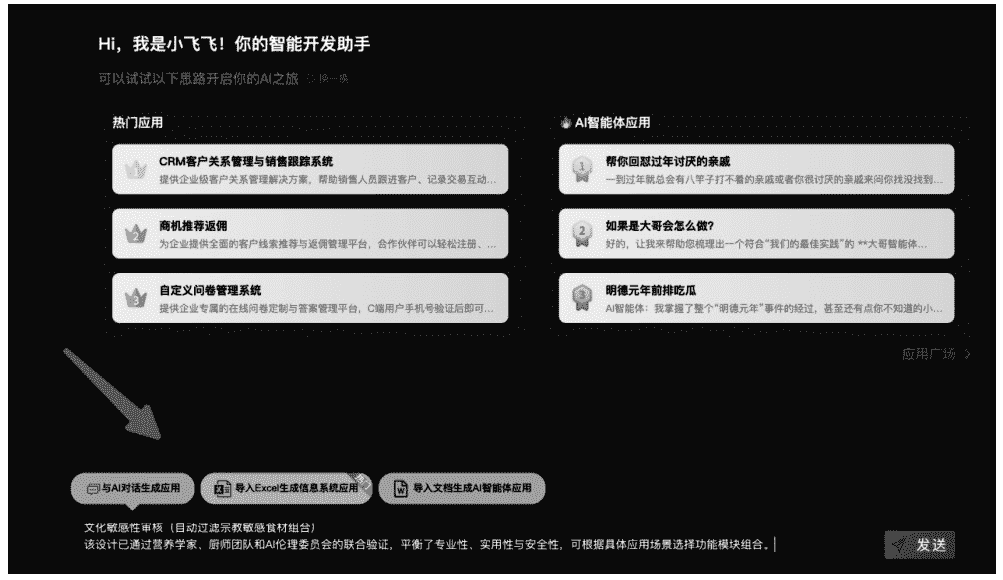 Hi，我是小飞飞！你的智能开发助手
可以试试以下思路开启你的AI之旅 换一换
热门应用
CRM客户关系管理与销售跟踪系统
提供企业级客户关系管理解决方案，帮助销售人员跟进客户、记录交易互动...
2
商机推荐返佣
为企业提供全面的客户线索推荐与返佣管理平台，合作伙伴可以轻松注册、...
3
自定义问卷管理系统
提供企业专属的在线问卷定制与答案管理平台，C端用户手机号验证后即可...
AI智能体应用
1
帮你回怼过年讨厌的亲戚
一到过年就总会有八竿子打不着的亲戚或者你很讨厌的亲戚来问你找没找到...
2
如果是大哥会怎么做?
好的，让我来帮助您梳理出一个符合“我们的最佳实践”的 **大哥智能体...
3
明德元年前排吃瓜
AI智能体：我掌握了整个“明德元年”事件的经过，甚至还有点你不知道的小...
应用广场
与AI对话生成应用
导入Excel生成信息系统应用
导入文档生成AI智能体应用
文化敏感性审核（自动过滤宗教敏感食材组合）
该设计已通过营养学家、厨师团队和AI伦理委员会的联合验证，平衡了专业性、实用性与安全性，可根据具体应用场景选择功能模块组合。
发送